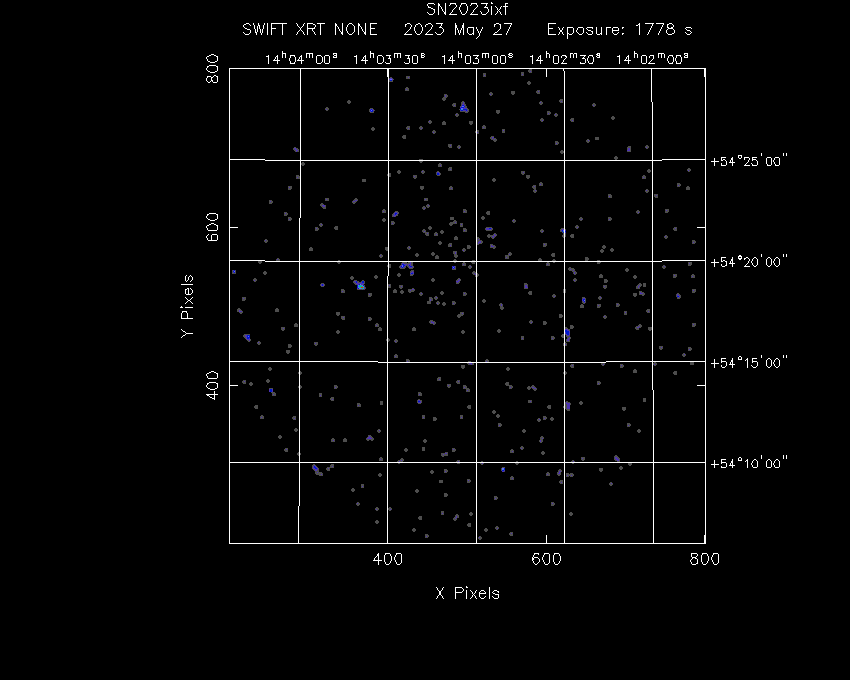 SN2023ixf
SWIFT XRT NONE 2023 May 27 Exposure: 1778 s
14ʰ04ᵐ00ˢ 14ʰ03ᵐ30ˢ 14ʰ03ᵐ00ˢ 14ʰ02ᵐ30ˢ 14ʰ02ᵐ00ˢ
800
+54°25'00"
600
+54°20'00"
Y Pixels
+54°15'00"
400
+54°10'00"
400 600 800
X Pixels